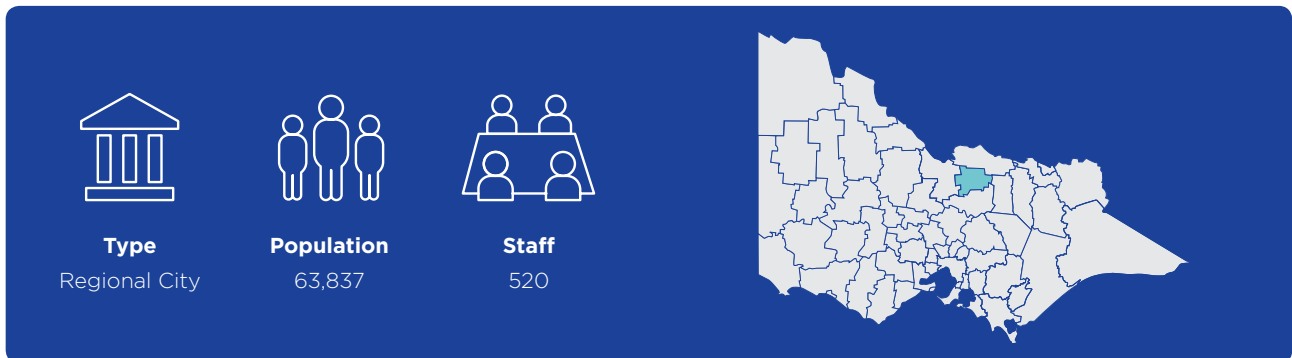 Type
Regional City
Population
63,837
Staff
520